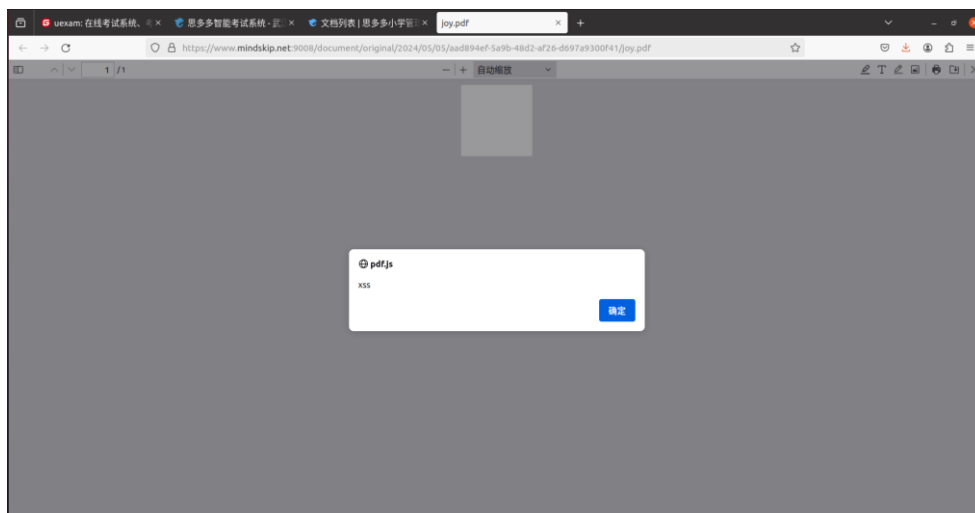 uexam: 在线考试系统、
思多多智能考试系统 - 武
文档列表 | 思多多小学管
joy.pdf
https://www.mindskip.net:9008/document/original/2024/05/05/aad894ef-5a9b-48d2-af26-d697a9300f41/joy.pdf
1 /1
自动缩放
pdf.js
xss
确定